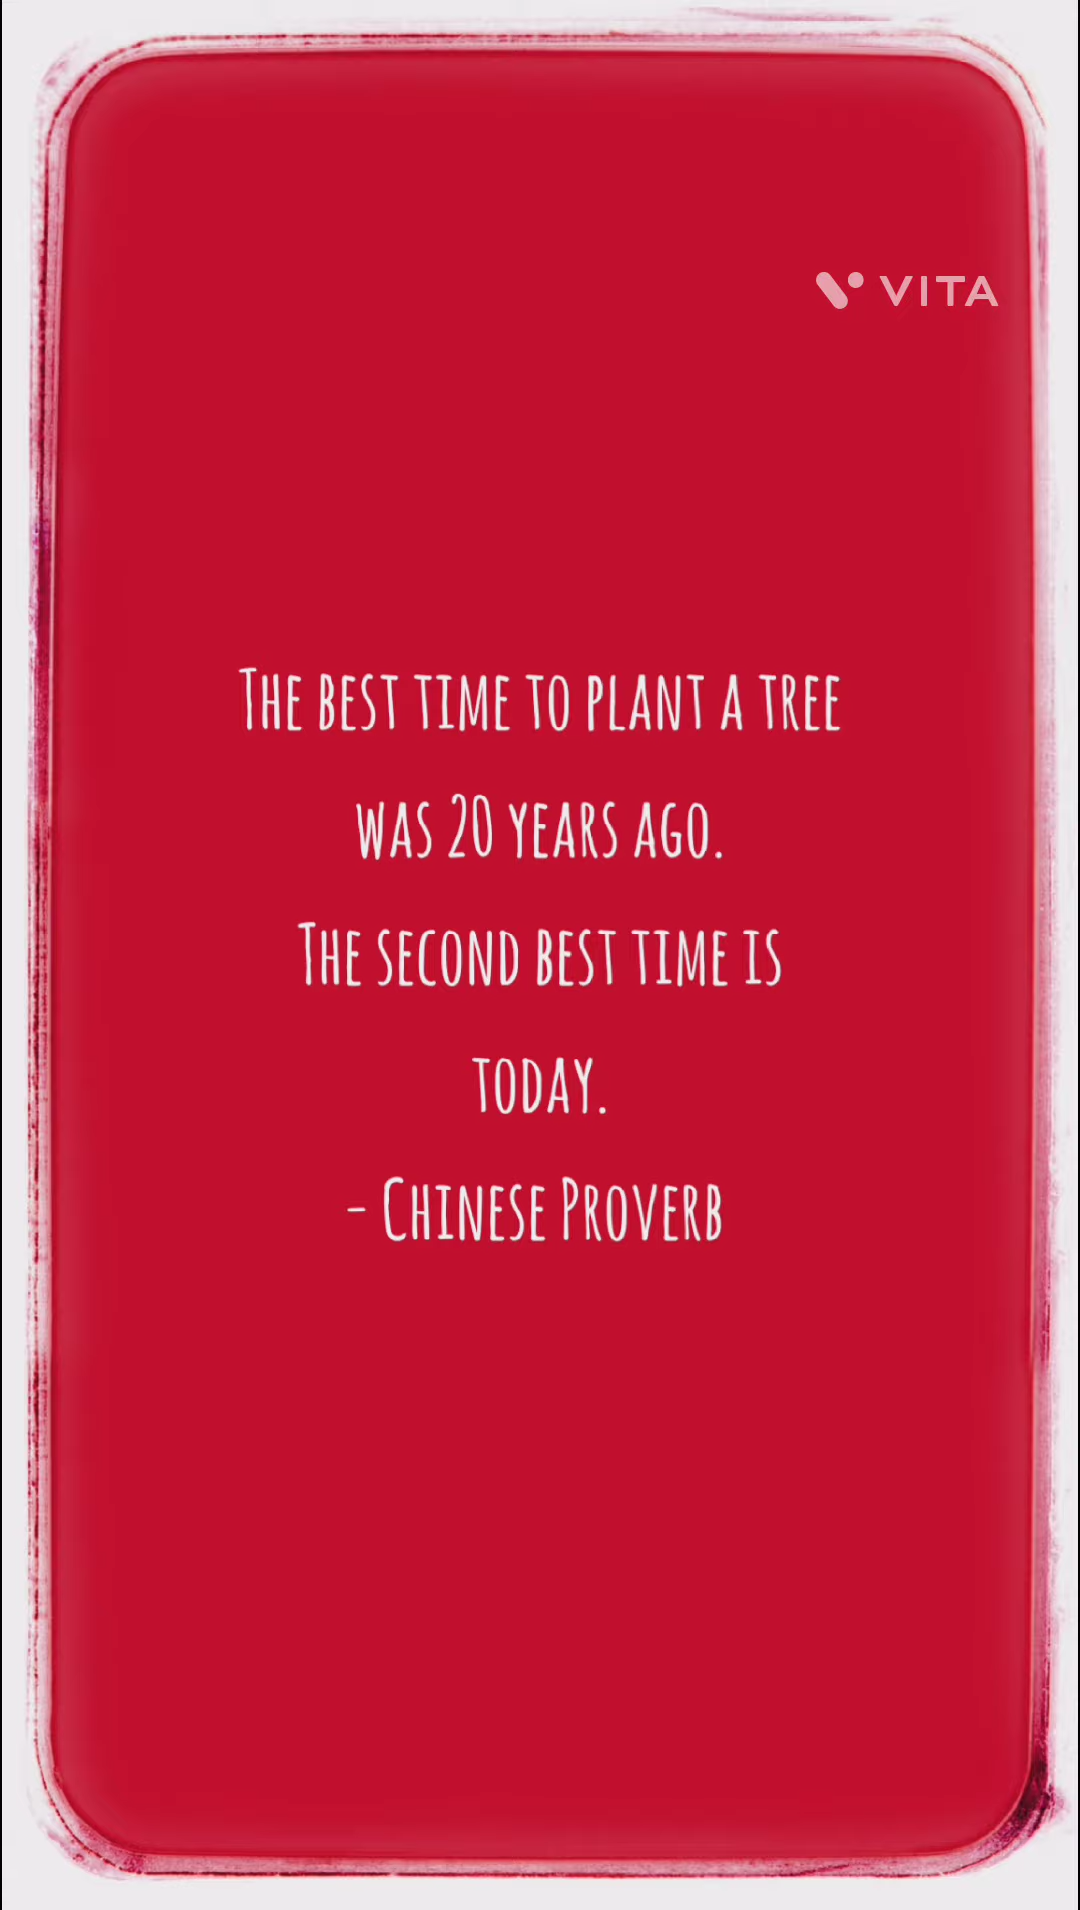 VITA
The best time to plant a tree
was 20 years ago.
The second best time is
today.
- Chinese Proverb